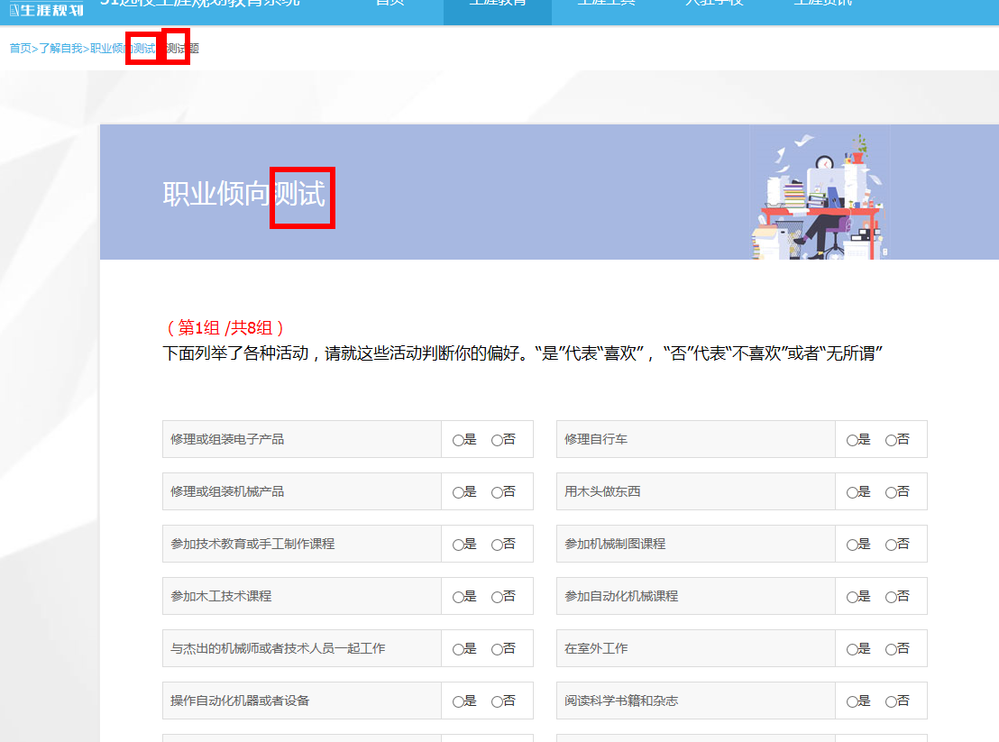 生涯规划
51选校生涯规划教育系统 首页 生涯教育 生涯工具 入驻学校 生涯资讯
首页>了解自我>职业倾向测试>测试题
职业倾向测试
（ 第1组 /共8组 ）
下面列举了各种活动，请就这些活动判断你的偏好。“是”代表“喜欢”，“否”代表“不喜欢”或者“无所谓”
修理或组装电子产品 是 否 修理自行车 是 否
修理或组装机械产品 是 否 用木头做东西 是 否
参加技术教育或手工制作课程 是 否 参加机械制图课程 是 否
参加木工技术课程 是 否 参加自动化机械课程 是 否
与杰出的机械师或者技术人员一起工作 是 否 在室外工作 是 否
操作自动化机器或者设备 是 否 阅读科学书籍和杂志 是 否